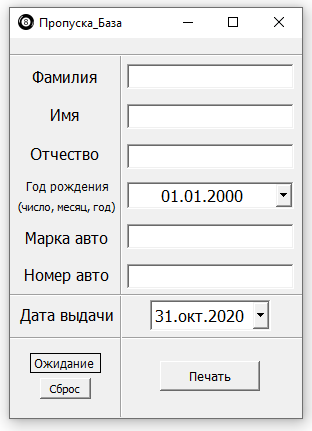 8 Пропуска_База
Фамилия
Имя
Отчество
Год рождения
(число, месяц, год)
01.01.2000
Марка авто
Номер авто
Дата выдачи
31.окт.2020
Ожидание
Сброс
Печать